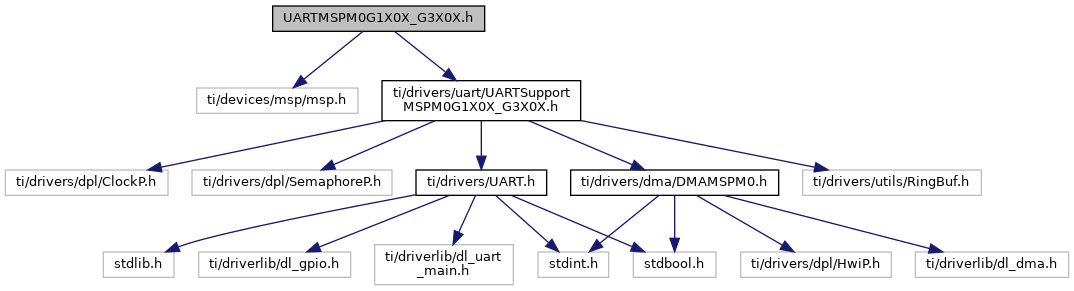 UARTMSPM0G1X0X_G3X0X.h
ti/devices/msp/msp.h
ti/drivers/uart/UARTSupport
MSPM0G1X0X_G3X0X.h
ti/drivers/dpl/ClockP.h
ti/drivers/dpl/SemaphoreP.h
ti/drivers/UART.h
ti/drivers/dma/DMAMSPM0.h
ti/drivers/utils/RingBuf.h
stdlib.h
ti/driverlib/dl_gpio.h
ti/driverlib/dl_uart
_main.h
stdint.h
stdbool.h
ti/drivers/dpl/HwiP.h
ti/driverlib/dl_dma.h